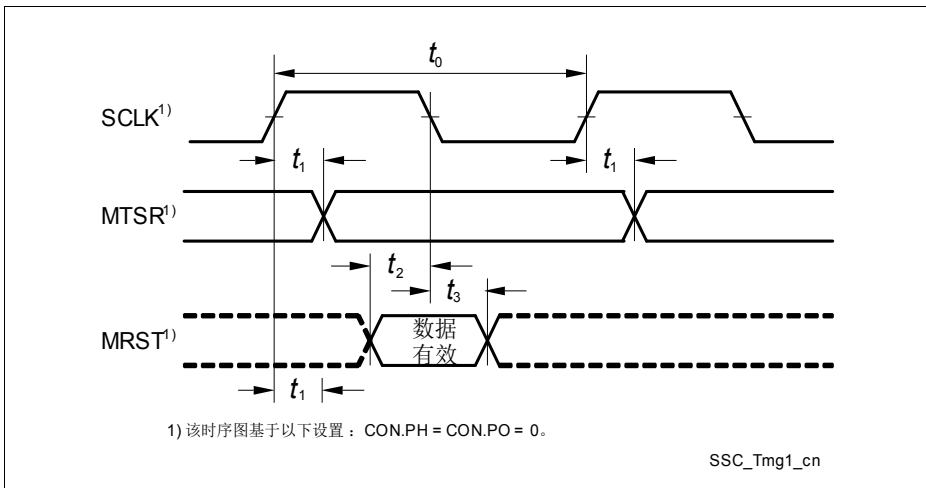 t0
SCLK1)
t1 t1
MTSR1)
t2
t3
数据
有效
MRST1)
t1
1) 该时序图基于以下设置： CON.PH = CON.PO = 0。
SSC_Tmg1_cn